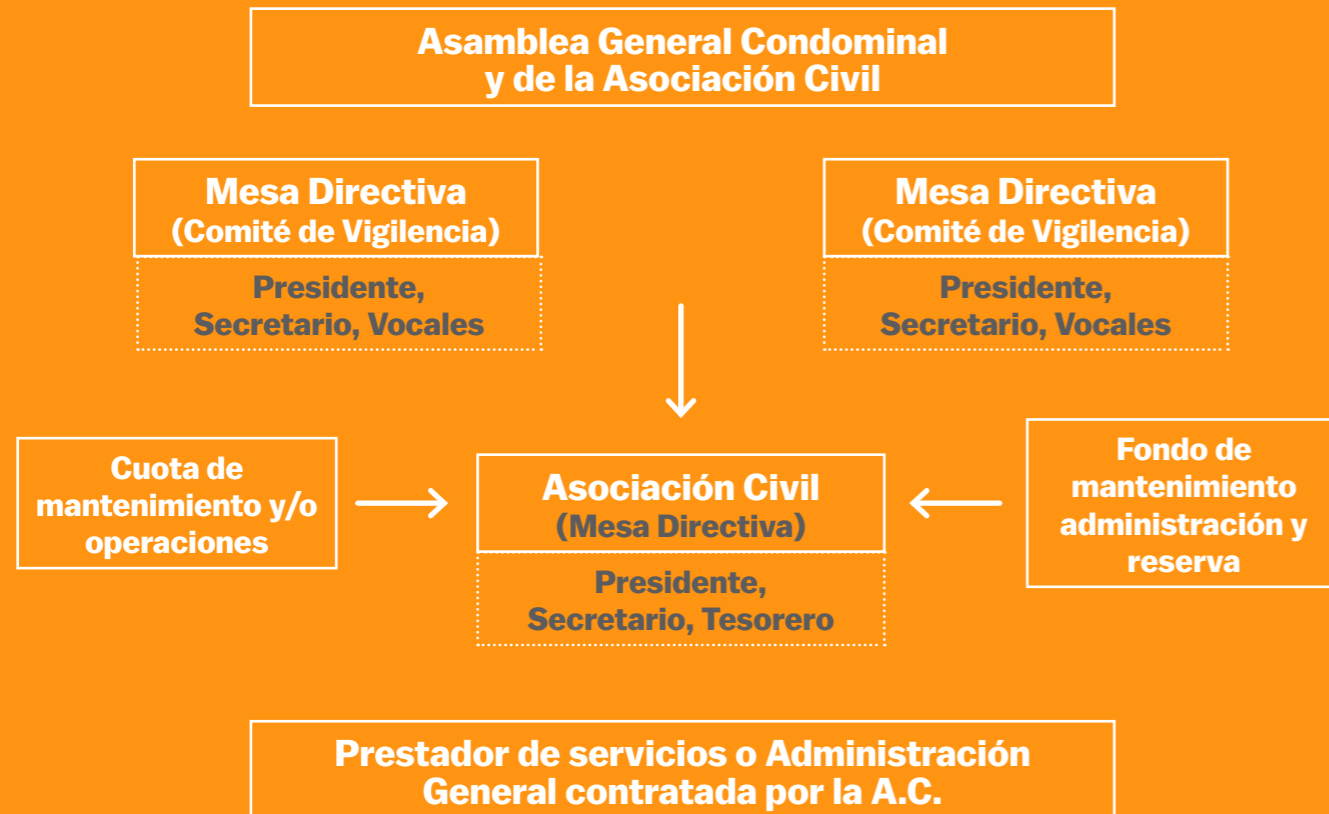 Asamblea General Condominal
y de la Asociación Civil
Mesa Directiva
(Comité de Vigilencia)
Presidente,
Secretario, Vocales
Mesa Directiva
(Comité de Vigilencia)
Presidente,
Secretario, Vocales
Cuota de
mantenimiento y/o
operaciones
Asociación Civil
(Mesa Directiva)
Presidente,
Secretario, Tesorero
Fondo de
mantenimiento
administración y
reserva
Prestador de servicios o Administración
General contratada por la A.C.